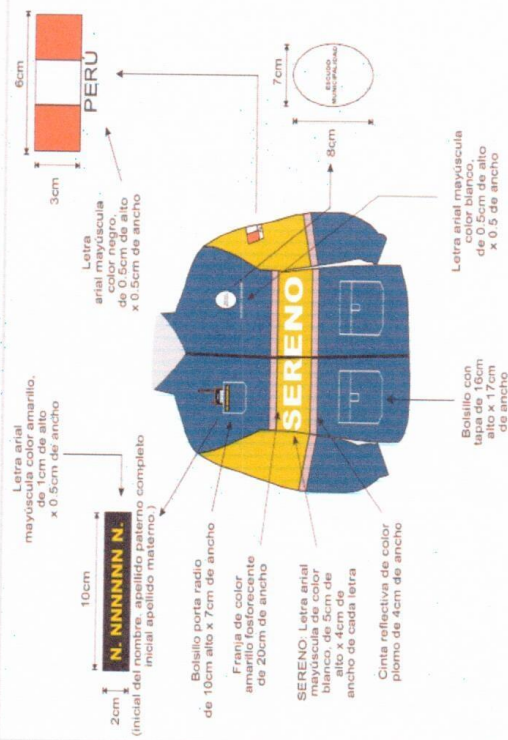 6cm
3cm
PERÚ
Letra
arial mayúscula
color negro,
de 0.5cm de alto
x 0.5cm de ancho
7cm
ESCUDO
MUNICIPALIDAD
8cm
Letra arial mayúscula
color blanco,
de 0.5cm de alto
x 0.5 de ancho
Letra arial
mayúscula color amarillo,
de 1cm de alto
x 0.5cm de ancho
10cm
2cm
N. NNNNNN N.
(inicial del nombre. apellido paterno completo
inicial apellido materno.)
Bolsillo porta radio
de 10cm alto x 7cm de ancho
Franja de color
amarillo fosforecente
de 20cm de ancho
SERENO: Letra arial
mayúscula de color
blanco, de 5cm de
alto x 4cm de
ancho de cada letra
Cinta reflectiva de color
plomo de 4cm de ancho
SERENO
Bolsillo con
tapa de 16cm
alto x 17cm
de ancho